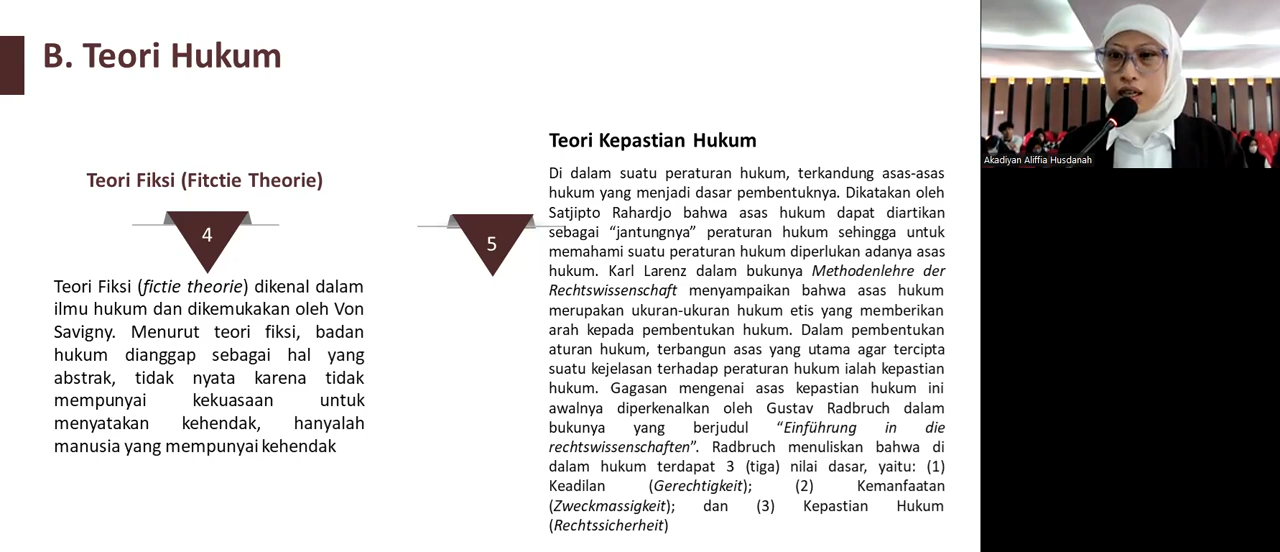 B. Teori Hukum
Teori Fiksi (Fitctie Theorie)
4
Teori Fiksi (fictie theorie) dikenal dalam
ilmu hukum dan dikemukakan oleh Von
Savigny. Menurut teori fiksi, badan
hukum dianggap sebagai hal yang
abstrak, tidak nyata karena tidak
mempunyai kekuasaan untuk
menyatakan kehendak, hanyalah
manusia yang mempunyai kehendak
5
Teori Kepastian Hukum
Di dalam suatu peraturan hukum, terkandung asas-asas
hukum yang menjadi dasar pembentuknya. Dikatakan oleh
Satjipto Rahardjo bahwa asas hukum dapat diartikan
sebagai “jantungnya” peraturan hukum sehingga untuk
memahami suatu peraturan hukum diperlukan adanya asas
hukum. Karl Larenz dalam bukunya Methodenlehre der
Rechtswissenschaft menyampaikan bahwa asas hukum
merupakan ukuran-ukuran hukum etis yang memberikan
arah kepada pembentukan hukum. Dalam pembentukan
aturan hukum, terbangun asas yang utama agar tercipta
suatu kejelasan terhadap peraturan hukum ialah kepastian
hukum. Gagasan mengenai asas kepastian hukum ini
awalnya diperkenalkan oleh Gustav Radbruch dalam
bukunya yang berjudul “Einführung in die
rechtswissenschaften”. Radbruch menuliskan bahwa di
dalam hukum terdapat 3 (tiga) nilai dasar, yaitu: (1)
Keadilan (Gerechtigkeit); (2) Kemanfaatan
(Zweckmassigkeit); dan (3) Kepastian Hukum
(Rechtssicherheit)
Akadiyan Aliffia Husdanah